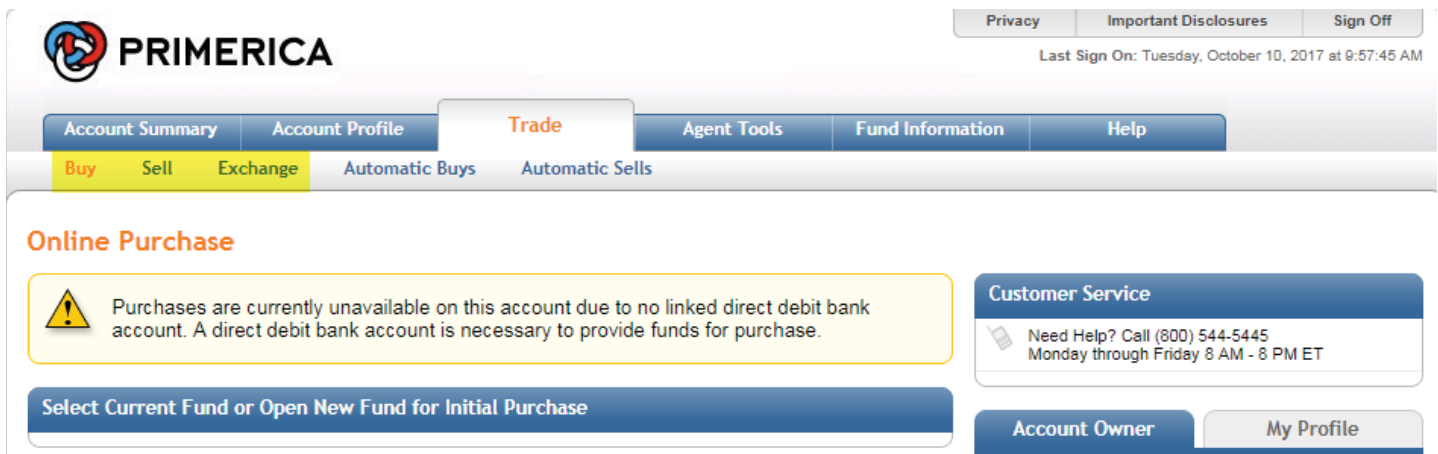 Privacy Important Disclosures Sign Off
PRIMERICA
Last Sign On: Tuesday, October 10, 2017 at 9:57:45 AM
Account Summary Account Profile Trade Agent Tools Fund Information Help
Buy Sell Exchange Automatic Buys Automatic Sells
Online Purchase
Purchases are currently unavailable on this account due to no linked direct debit bank
account. A direct debit bank account is necessary to provide funds for purchase.
Customer Service
Need Help? Call (800) 544-5445
Monday through Friday 8 AM - 8 PM ET
Select Current Fund or Open New Fund for Initial Purchase
Account Owner My Profile